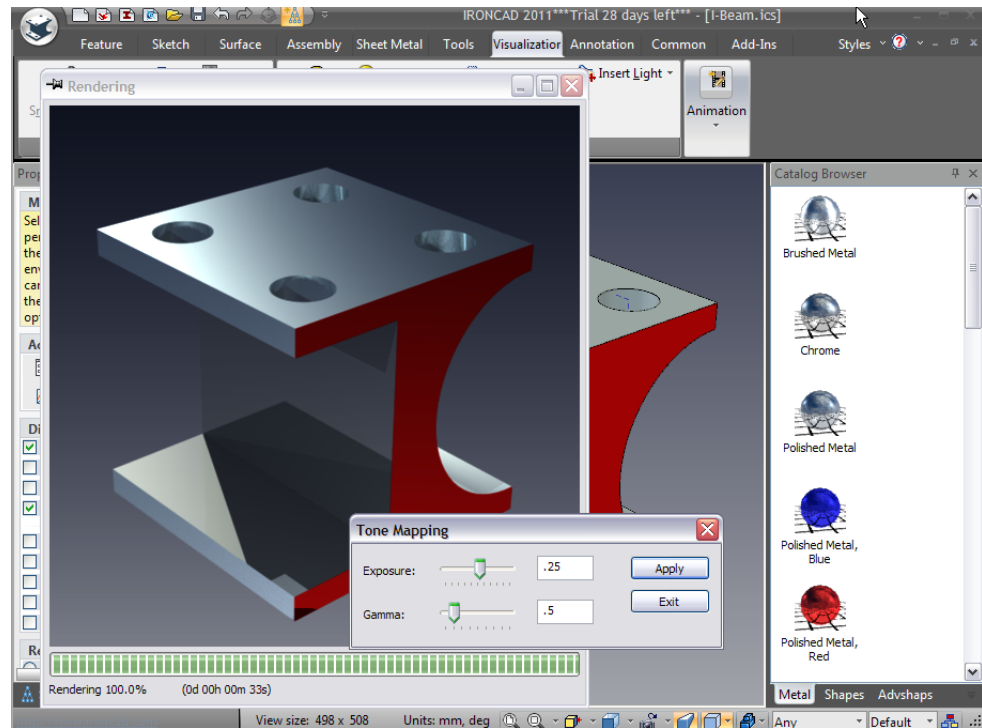 IRONCAD 2011***Trial 28 days left*** - [I-Beam.ics]
Feature Sketch Surface Assembly Sheet Metal Tools Visualization Annotation Common Add-Ins Styles
Rendering
Insert Light
Animation
Catalog Browser
Brushed Metal
Chrome
Polished Metal
Polished Metal,
Blue
Polished Metal,
Red
Tone Mapping
Exposure: .25 Apply
Gamma: .5 Exit
Rendering 100.0% (0d 00h 00m 33s)
Metal Shapes Advshaps
View size: 498 x 508 Units: mm, deg Any Default